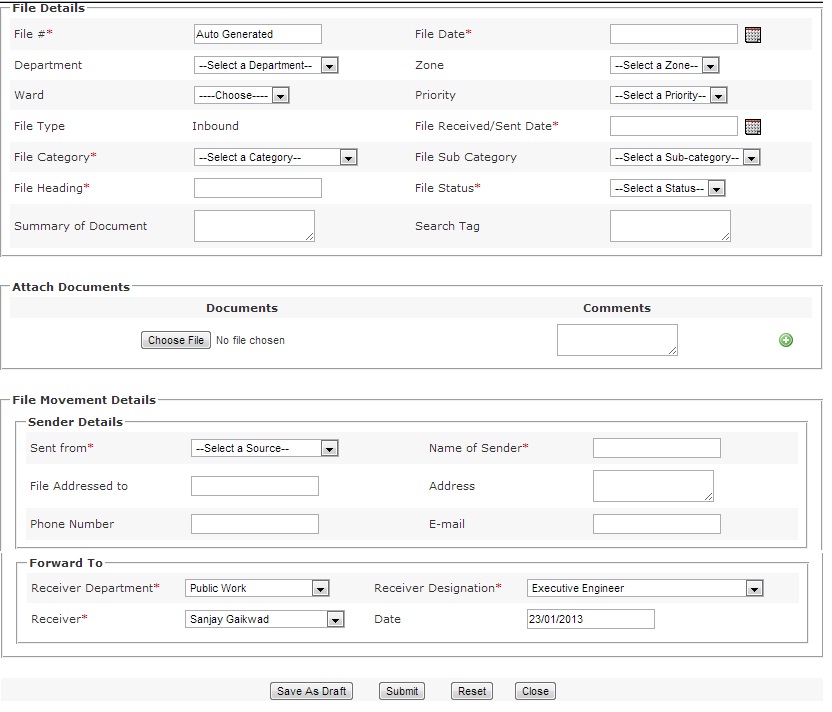 File Details
File #* Auto Generated File Date*
Department --Select a Department-- Zone --Select a Zone--
Ward ----Choose---- Priority --Select a Priority--
File Type Inbound File Received/Sent Date*
File Category* --Select a Category-- File Sub Category --Select a Sub-category--
File Heading* File Status* --Select a Status--
Summary of Document Search Tag
Attach Documents
Documents Comments
Choose File No file chosen
File Movement Details
Sender Details
Sent from* --Select a Source-- Name of Sender*
File Addressed to Address
Phone Number E-mail
Forward To
Receiver Department* Public Work Receiver Designation* Executive Engineer
Receiver* Sanjay Gaikwad Date 23/01/2013
Save As Draft Submit Reset Close